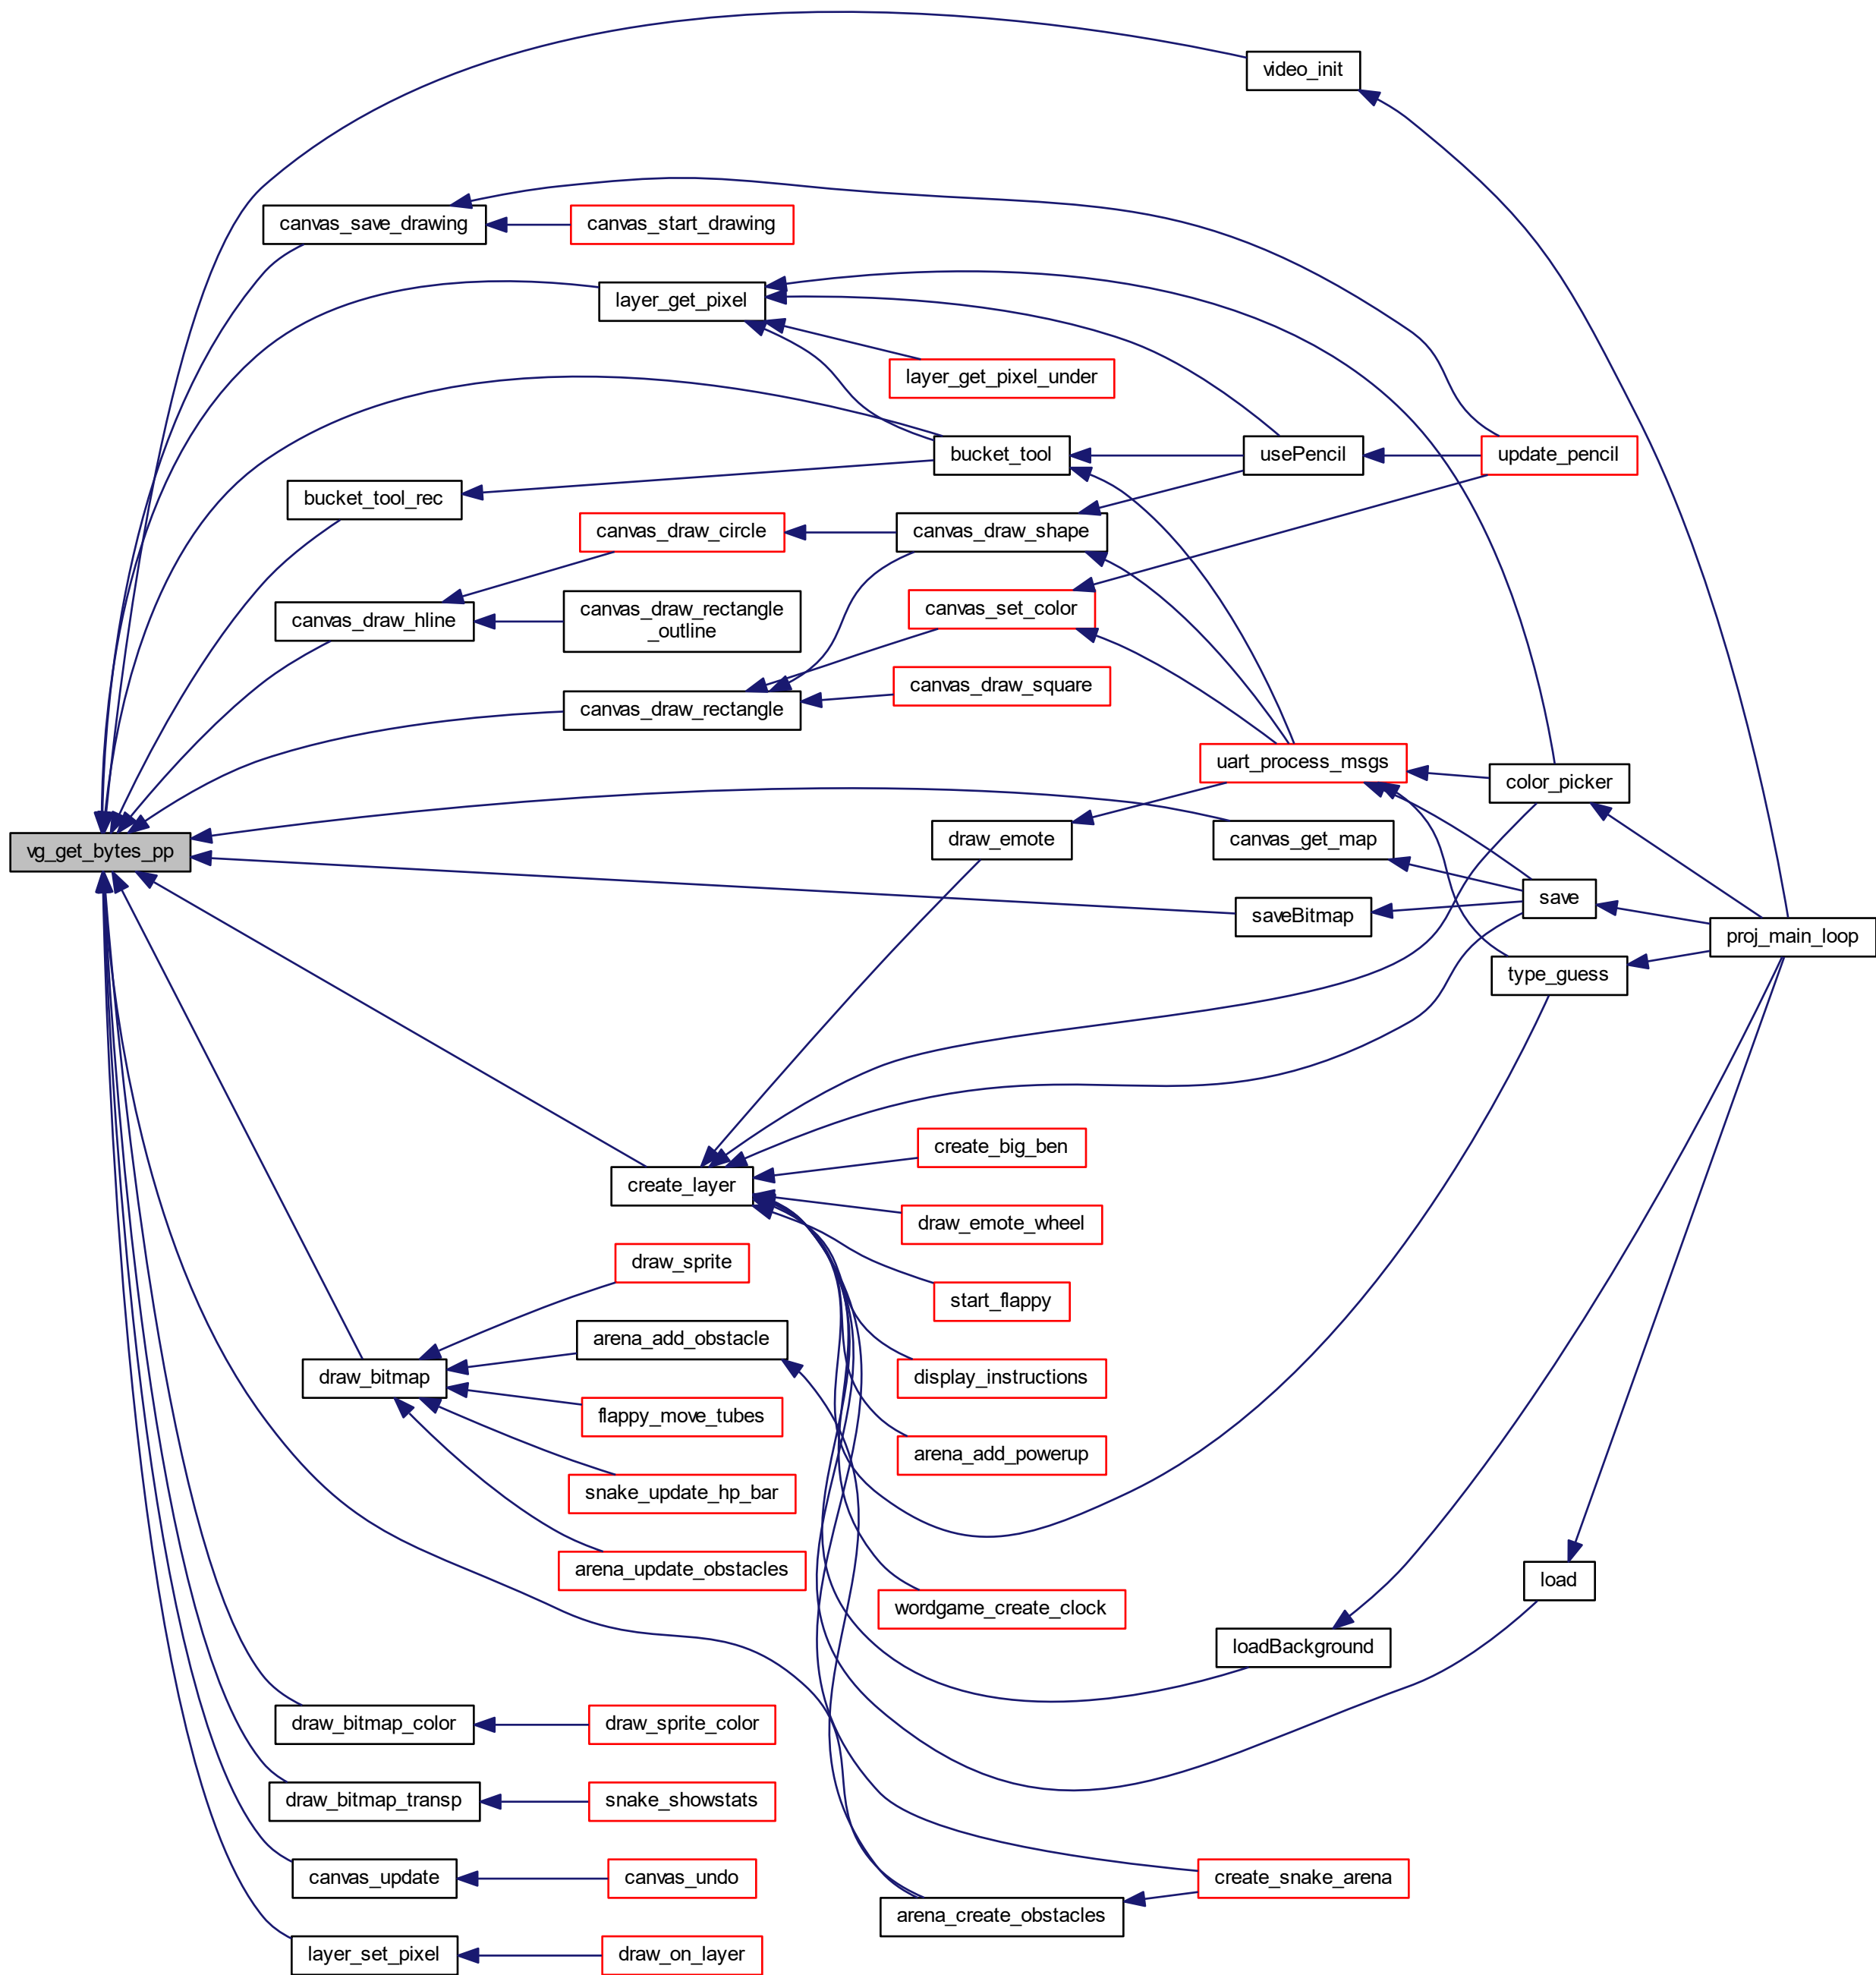 video_init
canvas_save_drawing
canvas_start_drawing
layer_get_pixel
layer_get_pixel_under
bucket_tool
usePencil
update_pencil
bucket_tool_rec
canvas_draw_circle
canvas_draw_shape
canvas_draw_hline
canvas_draw_rectangle
_outline
canvas_set_color
canvas_draw_rectangle
canvas_draw_square
uart_process_msgs
color_picker
vg_get_bytes_pp
draw_emote
canvas_get_map
save
saveBitmap
proj_main_loop
type_guess
create_big_ben
create_layer
draw_emote_wheel
draw_sprite
start_flappy
arena_add_obstacle
draw_bitmap
display_instructions
flappy_move_tubes
arena_add_powerup
snake_update_hp_bar
arena_update_obstacles
load
wordgame_create_clock
loadBackground
draw_bitmap_color
draw_sprite_color
draw_bitmap_transp
snake_showstats
canvas_update
canvas_undo
create_snake_arena
arena_create_obstacles
layer_set_pixel
draw_on_layer